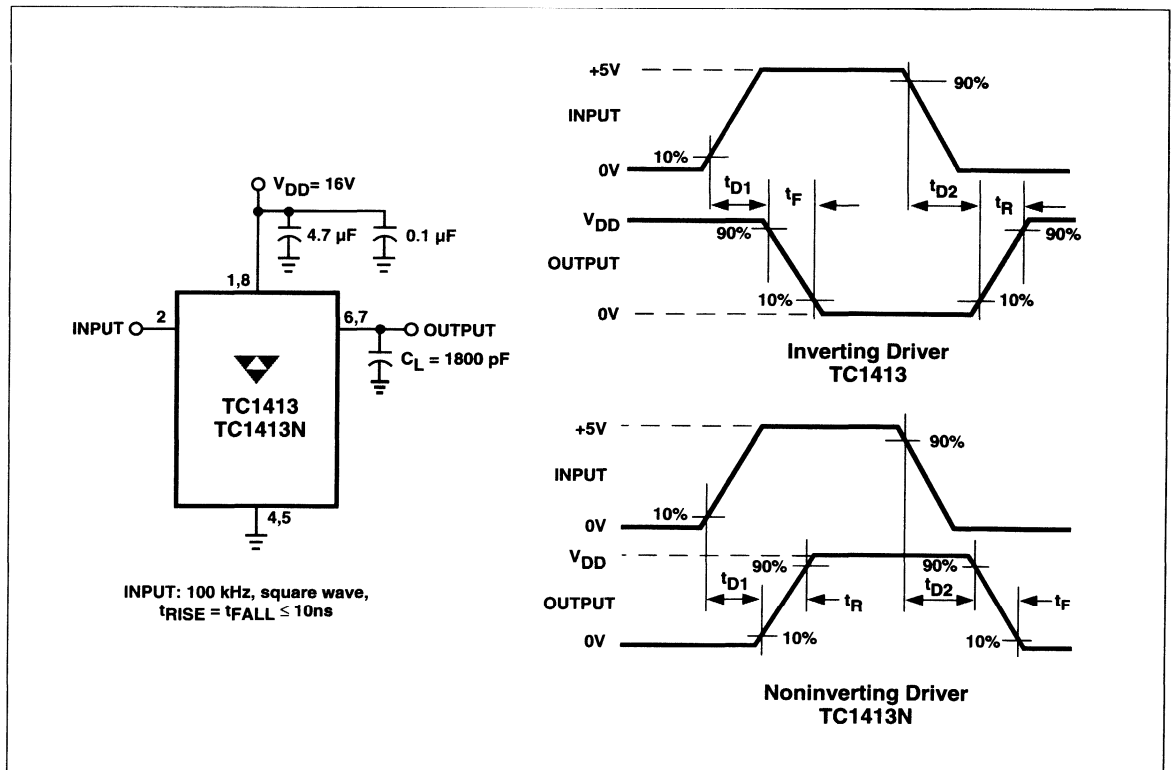 V_DD = 16V
4.7 µF
0.1 µF
1,8
INPUT
2
6,7
OUTPUT
C_L = 1800 pF
TC1413
TC1413N
4,5
INPUT: 100 kHz, square wave,
t_RISE = t_FALL ≤ 10ns
+5V
INPUT
0V
10%
90%
t_D1
t_F
t_D2
t_R
V_DD
OUTPUT
0V
90%
10%
10%
90%
Inverting Driver
TC1413
+5V
INPUT
0V
10%
90%
V_DD
OUTPUT
0V
t_D1
90%
t_R
10%
90%
t_D2
t_F
10%
Noninverting Driver
TC1413N